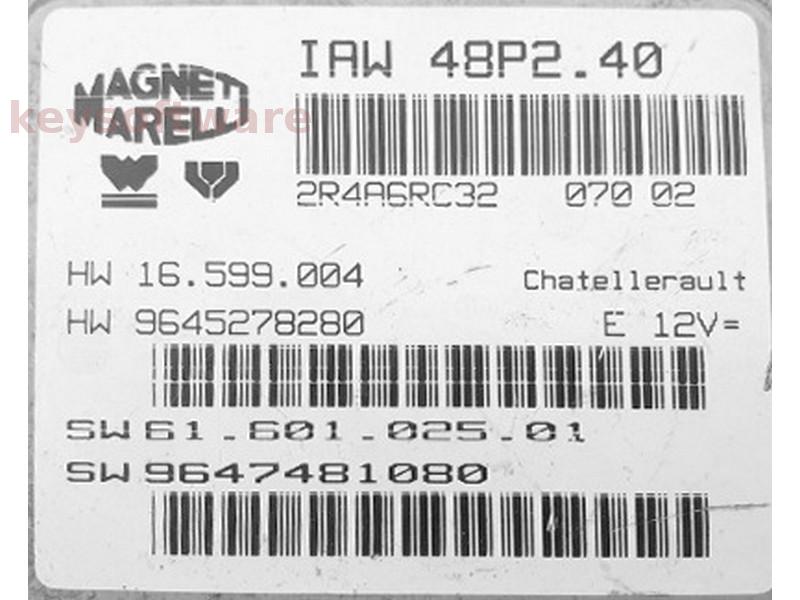 IAW 48P2.40
MAGNETI
MARELLI
keysoftware
2R4A6RC32 070 02
HW 16.599.004 Chatellerault
HW 9645278280 E 12V=
SW 61.601.025.01
SW 9647481080